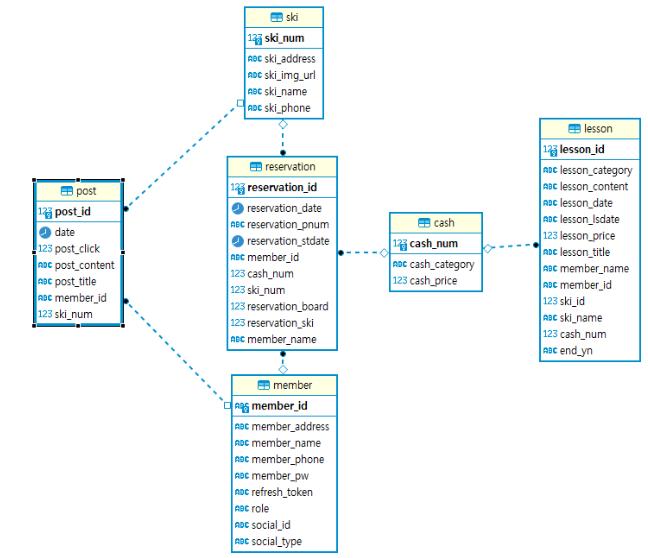 ski
123 ski_num
ABC ski_address
ABC ski_img_url
ABC ski_name
ABC ski_phone
post
123 post_id
date
123 post_click
ABC post_content
ABC post_title
ABC member_id
123 ski_num
reservation
123 reservation_id
reservation_date
ABC reservation_pnum
reservation_stdate
ABC member_id
123 cash_num
123 ski_num
123 reservation_board
123 reservation_ski
ABC member_name
cash
123 cash_num
ABC cash_category
123 cash_price
lesson
123 lesson_id
ABC lesson_category
ABC lesson_content
ABC lesson_date
ABC lesson_lsdate
123 lesson_price
ABC lesson_title
ABC member_name
ABC member_id
123 ski_id
ABC ski_name
123 cash_num
ABC end_yn
member
ABC member_id
ABC member_address
ABC member_name
ABC member_phone
ABC member_pw
ABC refresh_token
ABC role
ABC social_id
ABC social_type